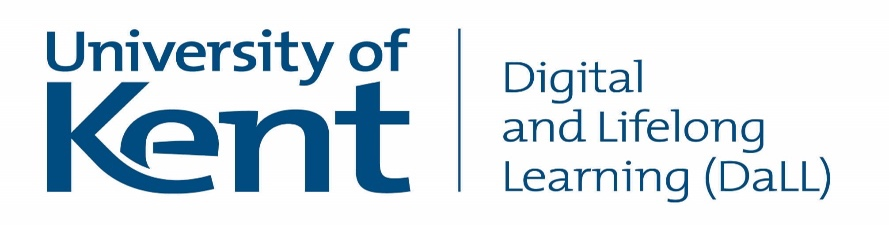 University of
Kent
Digital
and Lifelong
Learning (DaLL)